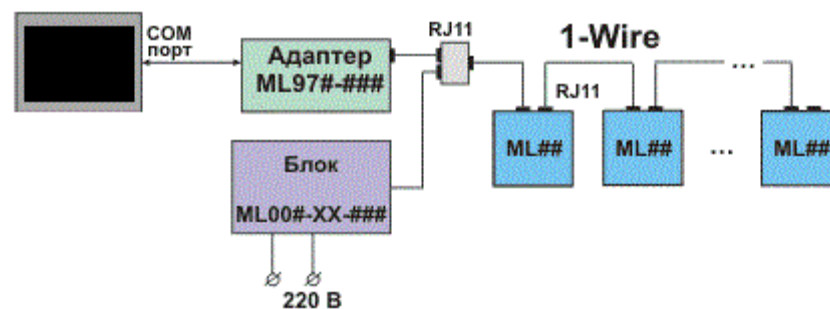 COM
порт
Адаптер
ML97#-###
RJ11
1-Wire
...
RJ11
ML##
ML##
...
ML##
Блок
ML00#-XX-###
220 В